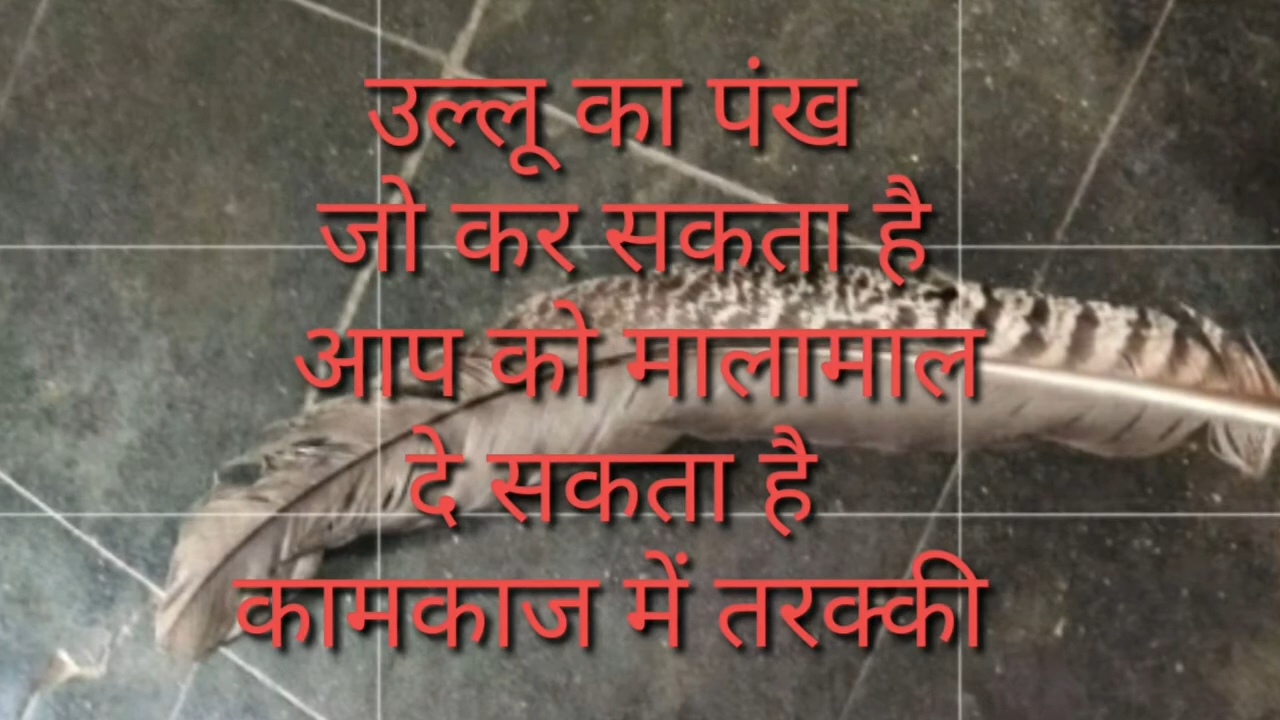 उल्लू का पंख
जो कर सकता है
आप को मालामाल
दे सकता है
कामकाज में तरक्की